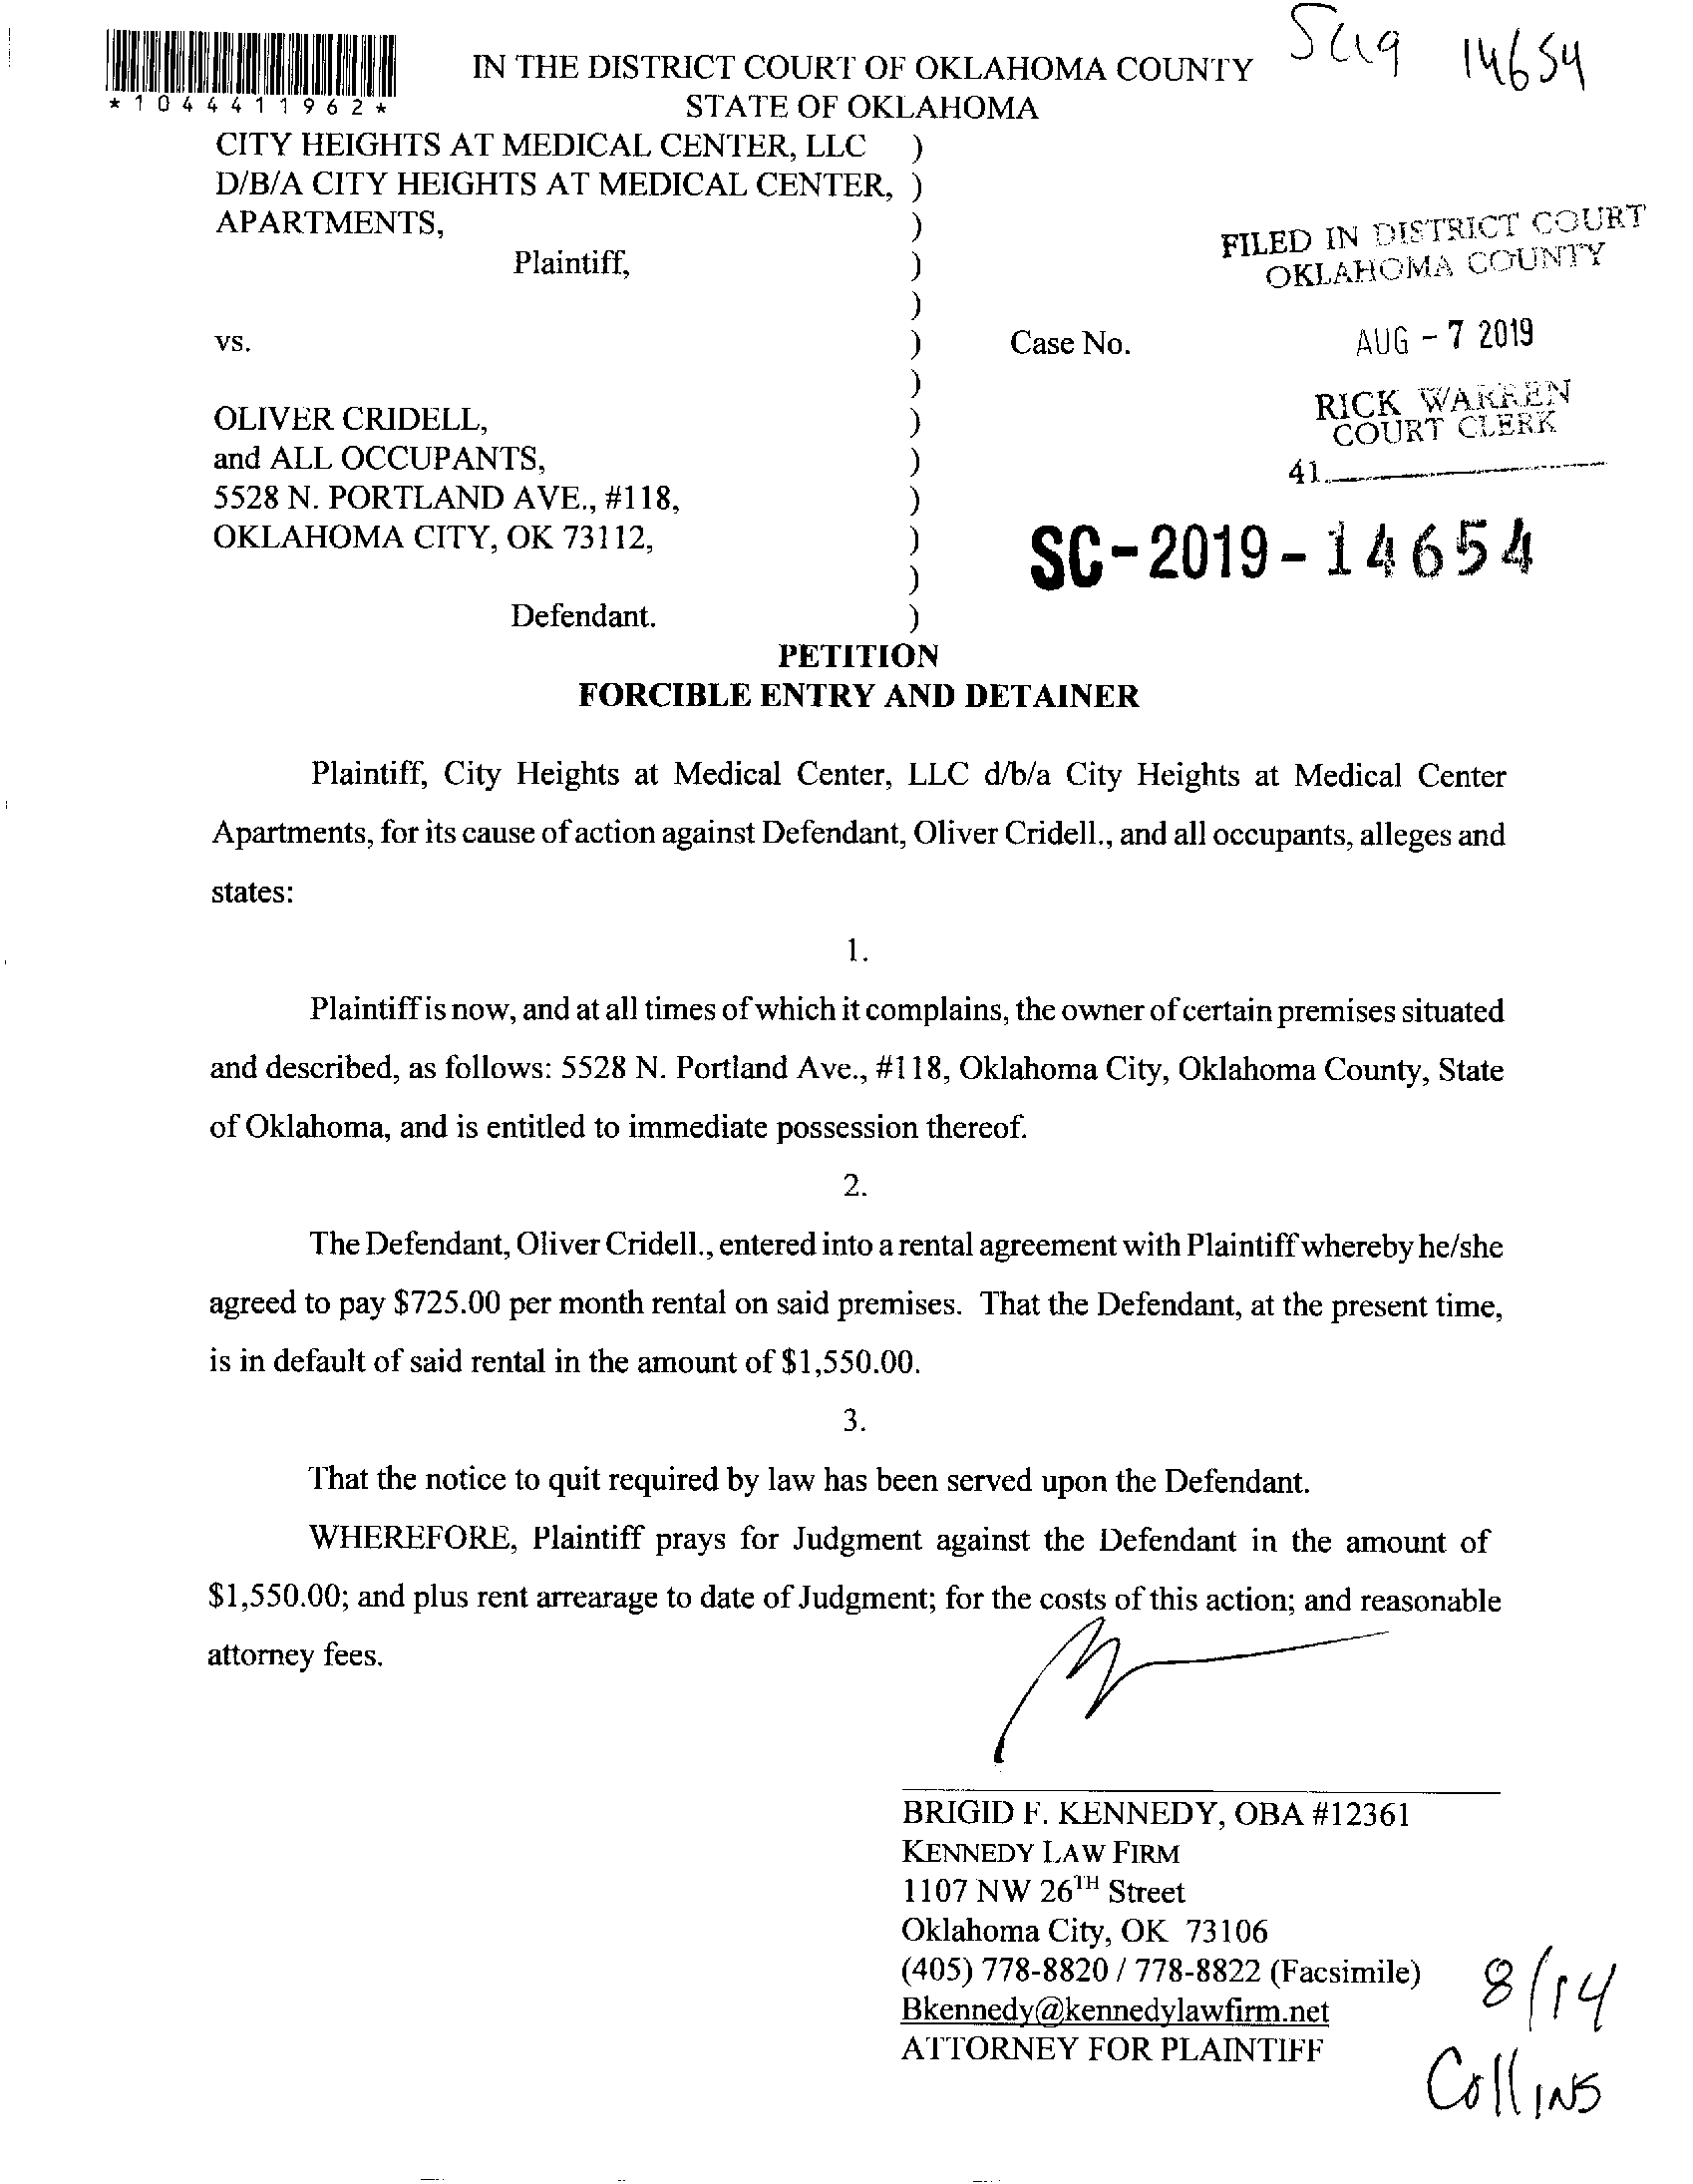 SC19 14654
IN THE DISTRICT COURT OF OKLAHOMA COUNTY
*1044411962*
STATE OF OKLAHOMA
CITY HEIGHTS AT MEDICAL CENTER, LLC )
D/B/A CITY HEIGHTS AT MEDICAL CENTER, )
APARTMENTS, )
FILED IN DISTRICT COURT
OKLAHOMA COUNTY
Plaintiff, )
)
vs. ) Case No.
AUG - 7 2019
)
RICK WARREN
COURT CLERK
41
OLIVER CRIDELL, )
and ALL OCCUPANTS, )
5528 N. PORTLAND AVE., #118, )
OKLAHOMA CITY, OK 73112, )
SC-2019-14654
)
Defendant. )
PETITION
FORCIBLE ENTRY AND DETAINER
Plaintiff, City Heights at Medical Center, LLC d/b/a City Heights at Medical Center
Apartments, for its cause of action against Defendant, Oliver Cridell., and all occupants, alleges and
states:
1.
Plaintiff is now, and at all times of which it complains, the owner of certain premises situated
and described, as follows: 5528 N. Portland Ave., #118, Oklahoma City, Oklahoma County, State
of Oklahoma, and is entitled to immediate possession thereof.
2.
The Defendant, Oliver Cridell., entered into a rental agreement with Plaintiff whereby he/she
agreed to pay $725.00 per month rental on said premises. That the Defendant, at the present time,
is in default of said rental in the amount of $1,550.00.
3.
That the notice to quit required by law has been served upon the Defendant.
WHEREFORE, Plaintiff prays for Judgment against the Defendant in the amount of
$1,550.00; and plus rent arrearage to date of Judgment; for the costs of this action; and reasonable
attorney fees.
BRIGID F. KENNEDY, OBA #12361
KENNEDY LAW FIRM
1107 NW 26TH Street
Oklahoma City, OK 73106
(405) 778-8820 / 778-8822 (Facsimile)
Bkennedy@kennedylawfirm.net
ATTORNEY FOR PLAINTIFF
8/14
Collins